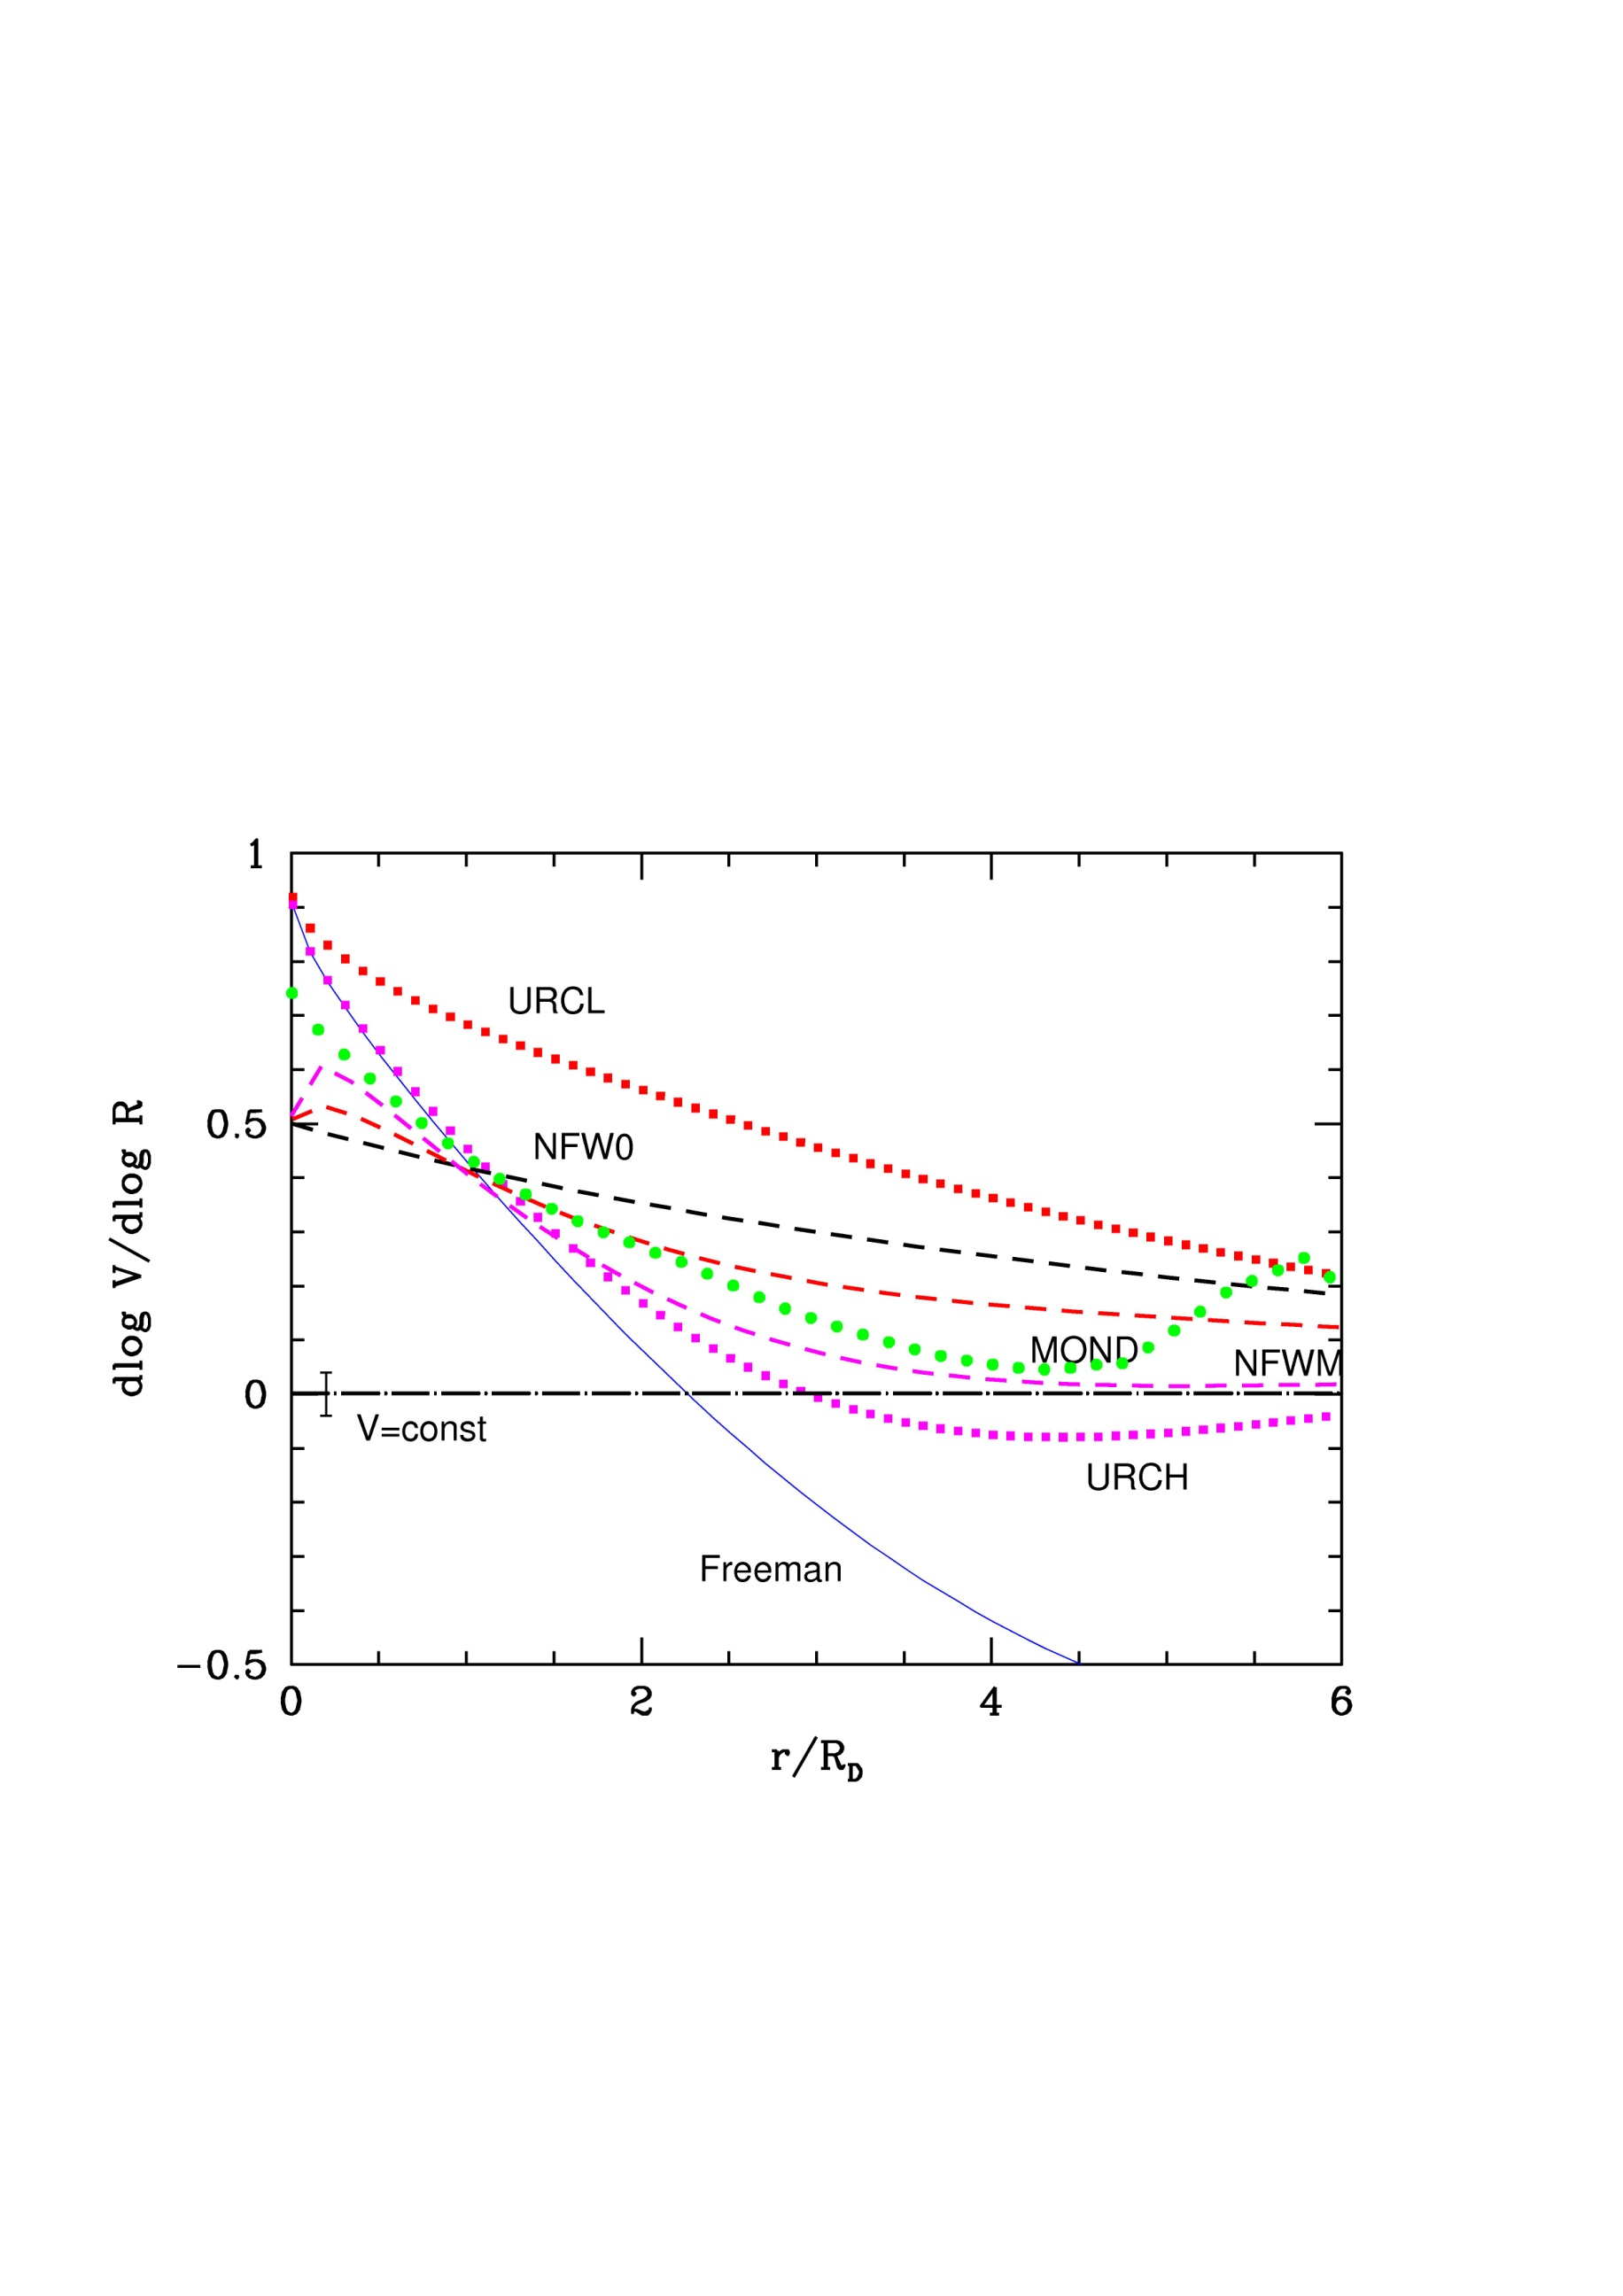 1
URCL
0.5
NFW0
dlog V/dlog R
MOND
NFWM
0
V=const
URCH
Freeman
−0.5
0 2 4 6
r/R_D